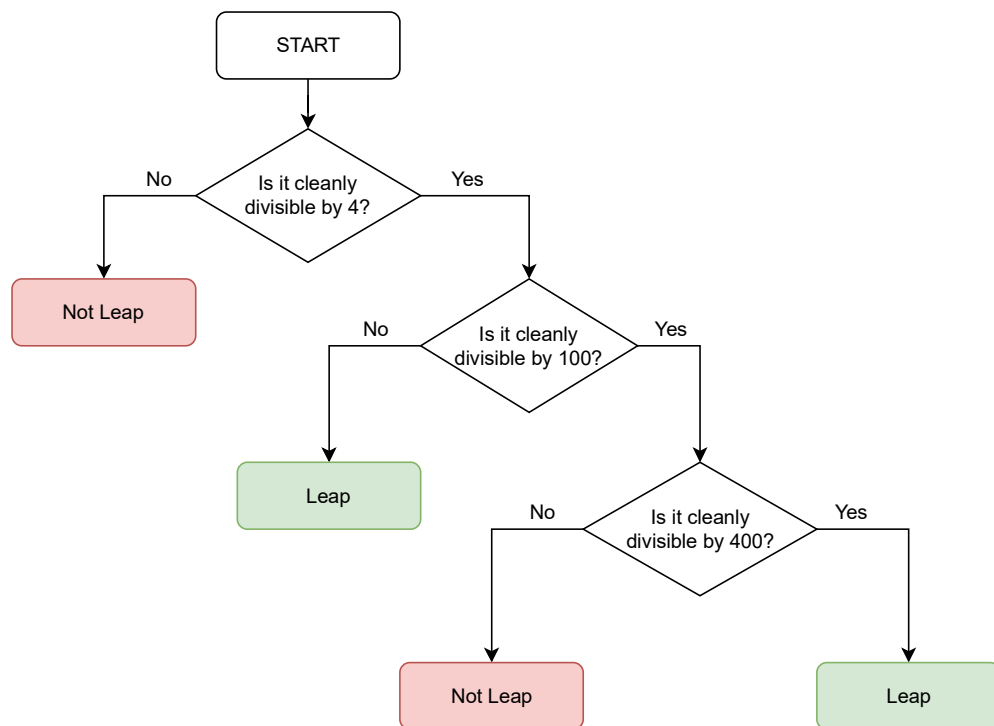 START
No
Is it cleanly
divisible by 4?
Yes
Not Leap
No
Is it cleanly
divisible by 100?
Yes
Leap
No
Is it cleanly
divisible by 400?
Yes
Not Leap
Leap